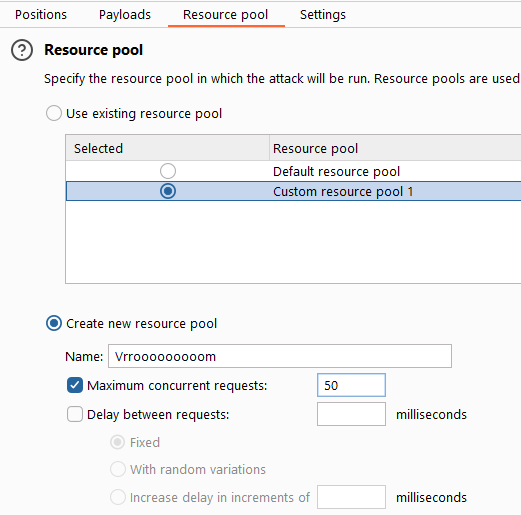 Positions Payloads Resource pool Settings
? Resource pool
Specify the resource pool in which the attack will be run. Resource pools are used
Use existing resource pool
Selected Resource pool
Default resource pool
Custom resource pool 1
Create new resource pool
Name: Vrrooooooooom
Maximum concurrent requests: 50
Delay between requests: milliseconds
Fixed
With random variations
Increase delay in increments of milliseconds